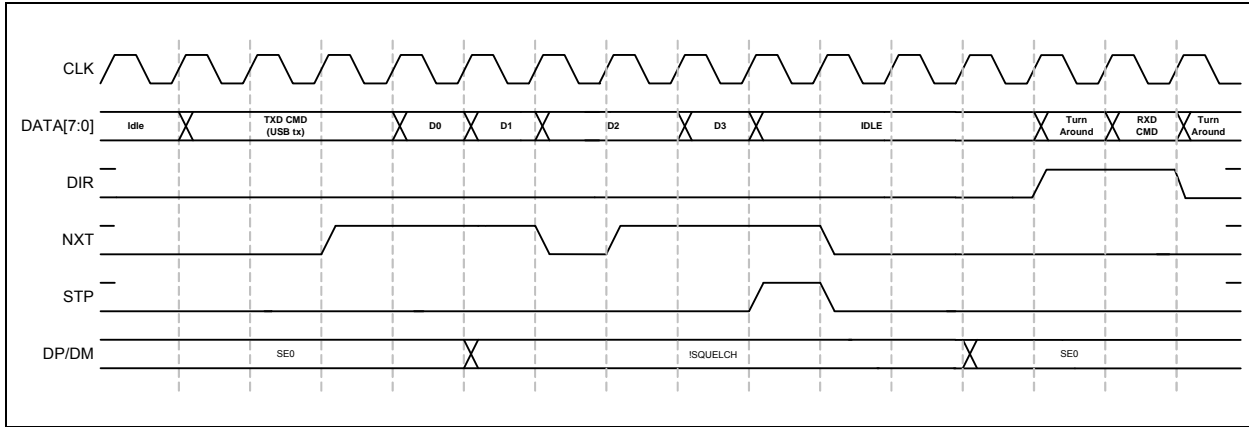 CLK
DATA[7:0]
Idle
TXD CMD
(USB tx)
D0
D1
D2
D3
IDLE
Turn
Around
RXD
CMD
Turn
Around
DIR
NXT
STP
DP/DM
SE0
!SQUELCH
SE0